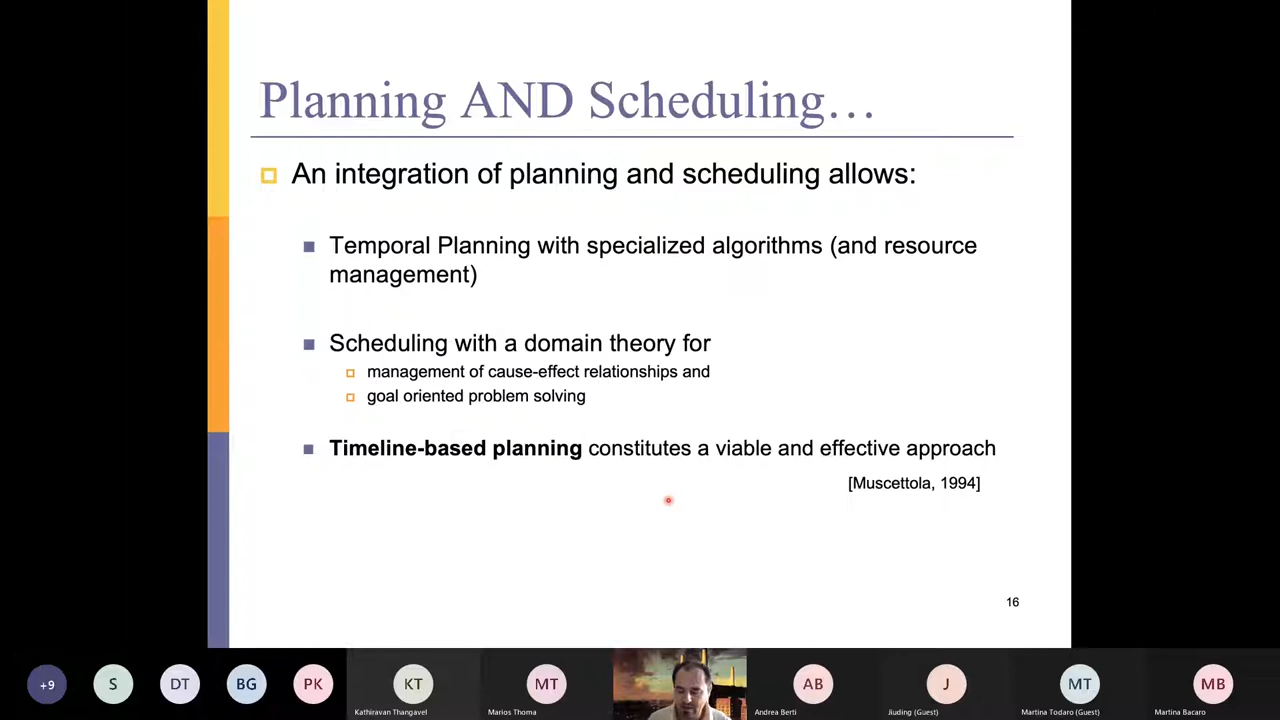 Planning AND Scheduling…
An integration of planning and scheduling allows:
Temporal Planning with specialized algorithms (and resource
management)
Scheduling with a domain theory for
management of cause-effect relationships and
goal oriented problem solving
Timeline-based planning constitutes a viable and effective approach
[Muscettola, 1994]
16
+9
S
DT
BG
PK
KT
MT
AB
J
MT
MB
Kathiravan Thangavel
Marios Thoma
Andrea Berti
Jiuding (Guest)
Martina Todaro (Guest)
Martina Bacaro